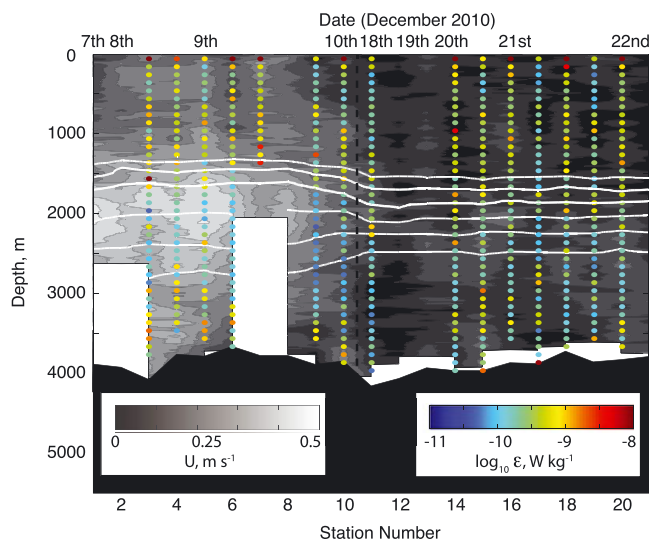 Date (December 2010)
7th 8th 9th 10th 18th 19th 20th 21st 22nd
0
1000
2000
3000
4000
5000
Depth, m
0 0.25 0.5
U, m s⁻¹
-11 -10 -9 -8
log₁₀ ε, W kg⁻¹
2 4 6 8 10 12 14 16 18 20
Station Number